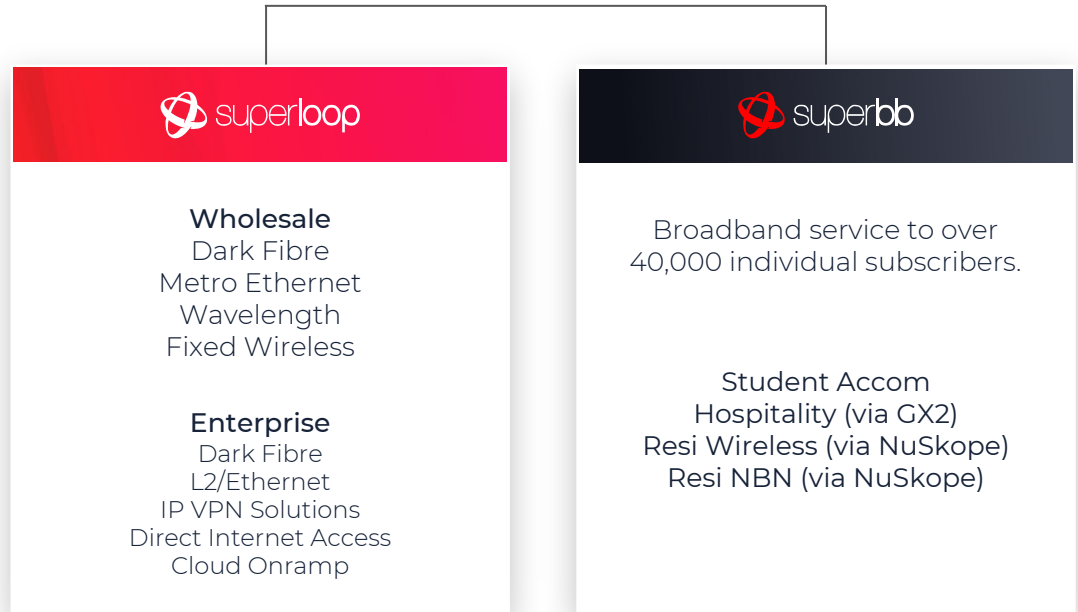 superloop
Wholesale
Dark Fibre
Metro Ethernet
Wavelength
Fixed Wireless
Enterprise
Dark Fibre
L2/Ethernet
IP VPN Solutions
Direct Internet Access
Cloud Onramp
superbb
Broadband service to over
40,000 individual subscribers.
Student Accom
Hospitality (via GX2)
Resi Wireless (via NuSkope)
Resi NBN (via NuSkope)